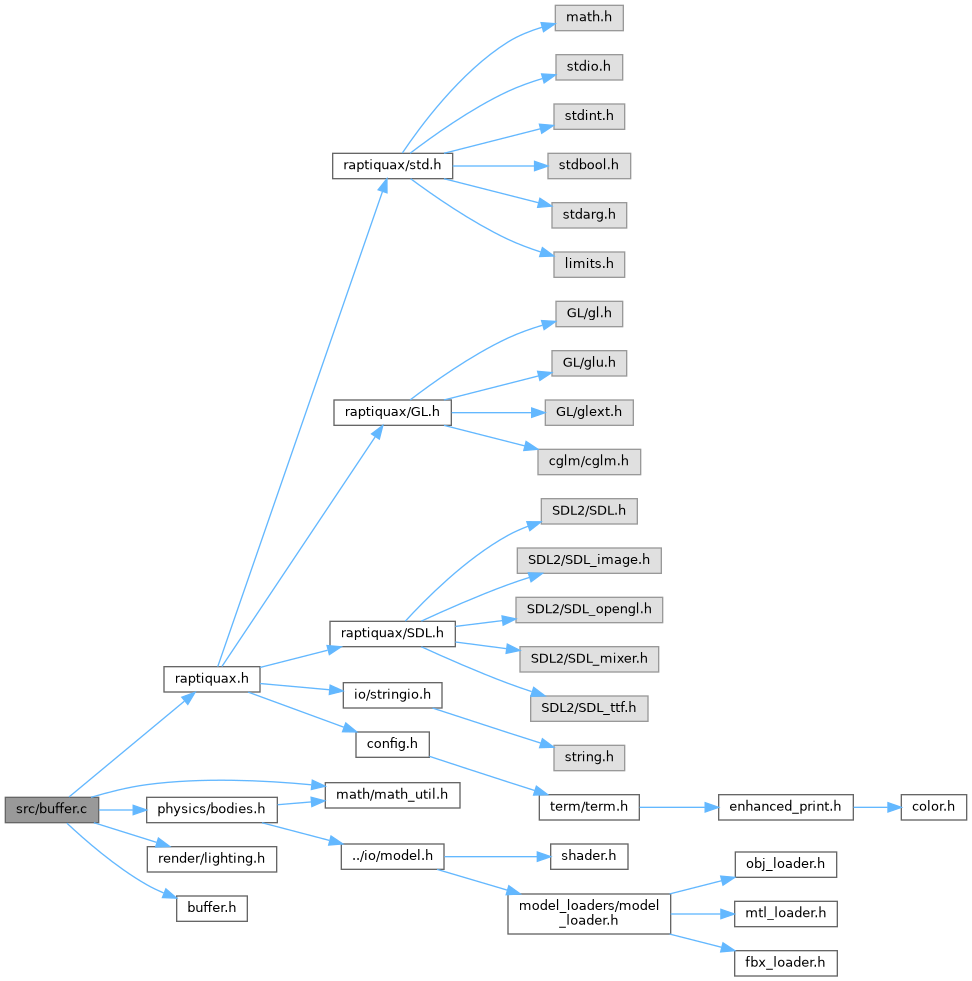 math.h
stdio.h
stdint.h
raptiquax/std.h
stdbool.h
stdarg.h
limits.h
GL/gl.h
GL/glu.h
raptiquax/GL.h
GL/glext.h
cglm/cglm.h
SDL2/SDL.h
SDL2/SDL_image.h
SDL2/SDL_opengl.h
raptiquax/SDL.h
SDL2/SDL_mixer.h
raptiquax.h
io/stringio.h
SDL2/SDL_ttf.h
config.h
string.h
math/math_util.h
src/buffer.c
physics/bodies.h
term/term.h
enhanced_print.h
color.h
render/lighting.h
../io/model.h
shader.h
obj_loader.h
buffer.h
model_loaders/model
_loader.h
mtl_loader.h
fbx_loader.h